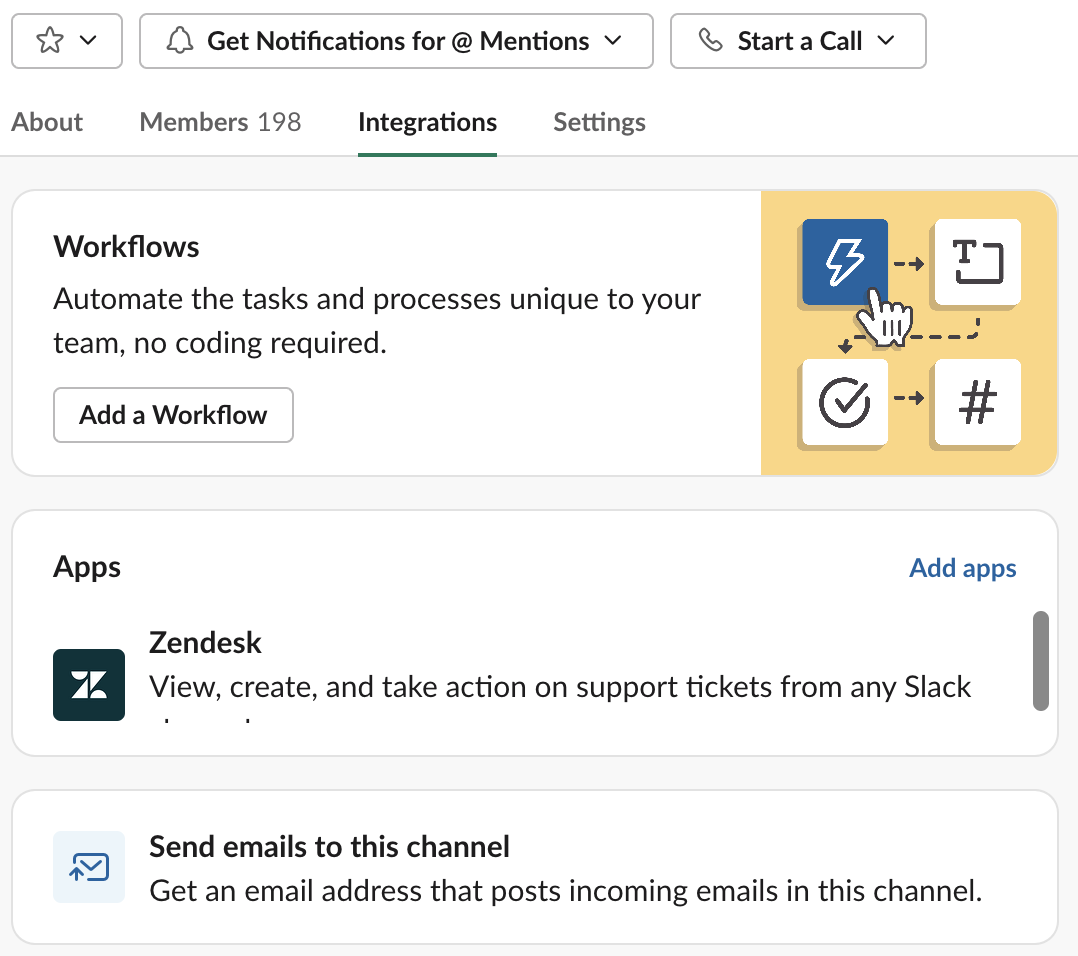 Get Notifications for @ Mentions
Start a Call
About
Members 198
Integrations
Settings
Workflows
Automate the tasks and processes unique to your
team, no coding required.
Add a Workflow
T
#
Apps
Add apps
Zendesk
View, create, and take action on support tickets from any Slack
Send emails to this channel
Get an email address that posts incoming emails in this channel.